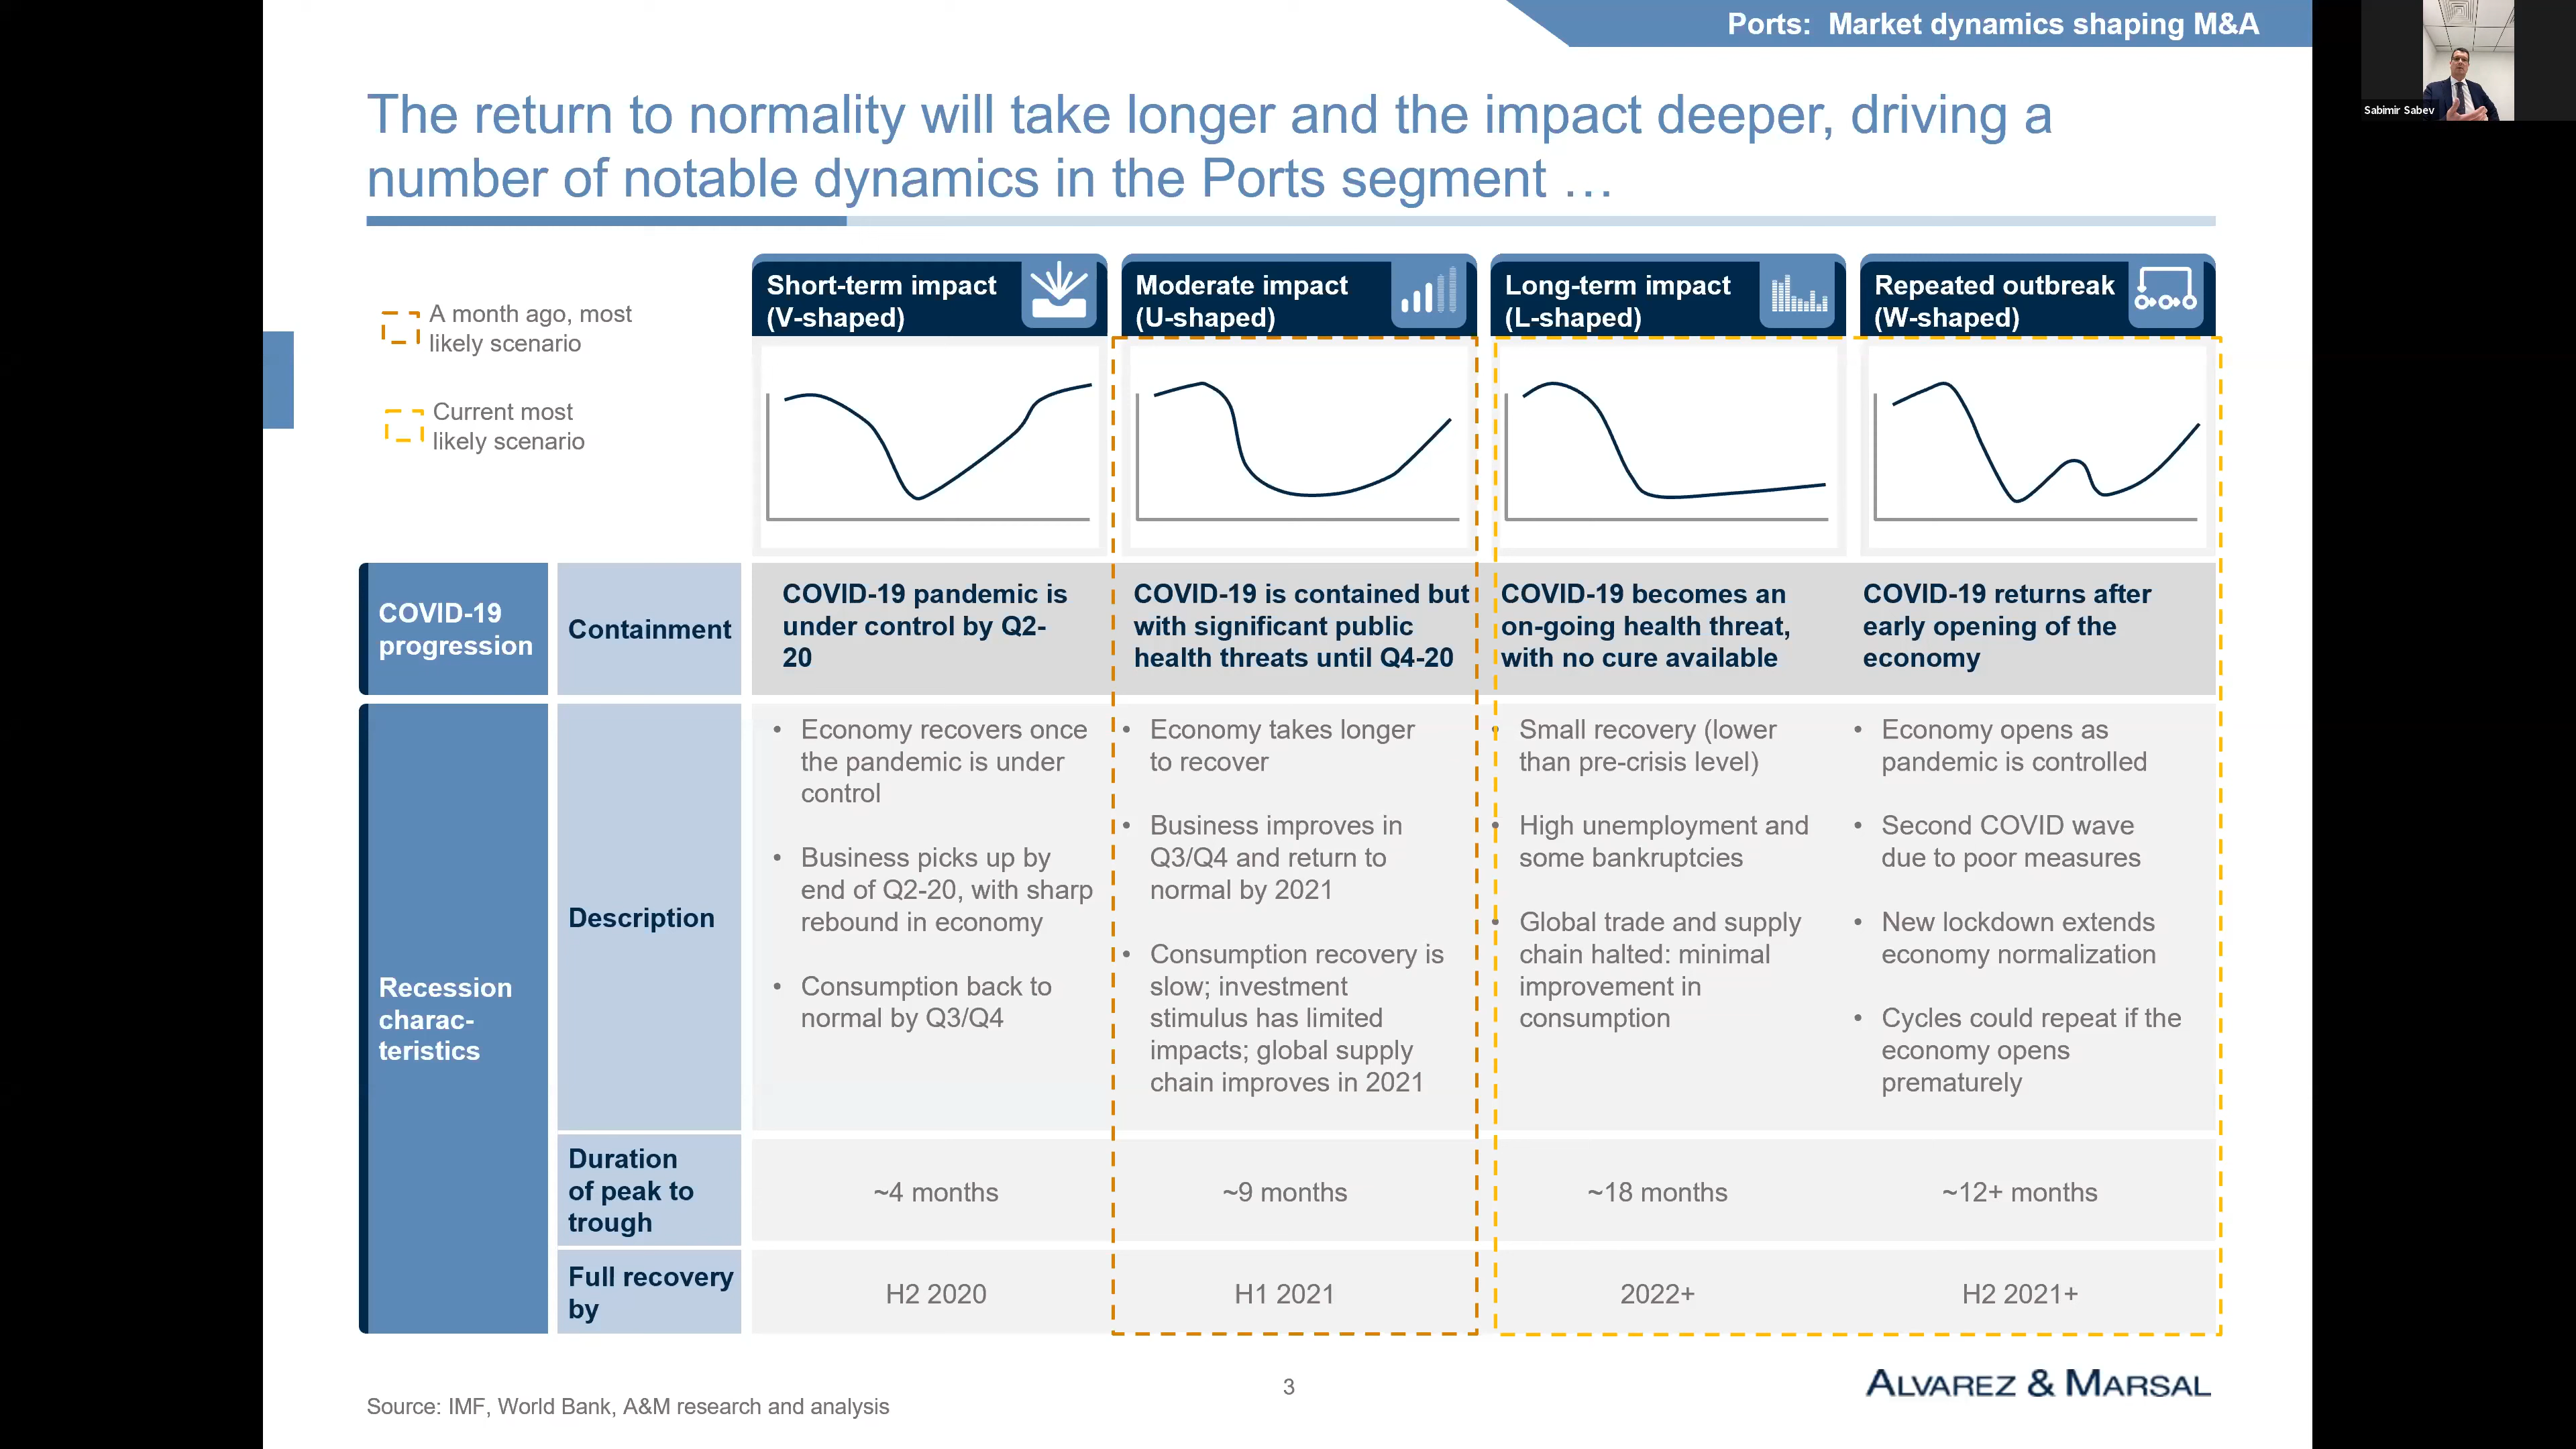 Ports:  Market dynamics shaping M&A
Sabimir Sabev
The return to normality will take longer and the impact deeper, driving a
number of notable dynamics in the Ports segment …
A month ago, most
likely scenario
Current most
likely scenario
Short-term impact
(V-shaped)
Moderate impact
(U-shaped)
Long-term impact
(L-shaped)
Repeated outbreak
(W-shaped)
COVID-19
progression
Containment
COVID-19 pandemic is
under control by Q2-
20
COVID-19 is contained but
with significant public
health threats until Q4-20
COVID-19 becomes an
on-going health threat,
with no cure available
COVID-19 returns after
early opening of the
economy
Recession
charac-
teristics
Description
• Economy recovers once
the pandemic is under
control
• Business picks up by
end of Q2-20, with sharp
rebound in economy
• Consumption back to
normal by Q3/Q4
• Economy takes longer
to recover
• Business improves in
Q3/Q4 and return to
normal by 2021
• Consumption recovery is
slow; investment
stimulus has limited
impacts; global supply
chain improves in 2021
• Small recovery (lower
than pre-crisis level)
• High unemployment and
some bankruptcies
• Global trade and supply
chain halted: minimal
improvement in
consumption
• Economy opens as
pandemic is controlled
• Second COVID wave
due to poor measures
• New lockdown extends
economy normalization
• Cycles could repeat if the
economy opens
prematurely
Duration
of peak to
trough
~4 months
~9 months
~18 months
~12+ months
Full recovery
by
H2 2020
H1 2021
2022+
H2 2021+
Source: IMF, World Bank, A&M research and analysis
3
ALVAREZ & MARSAL